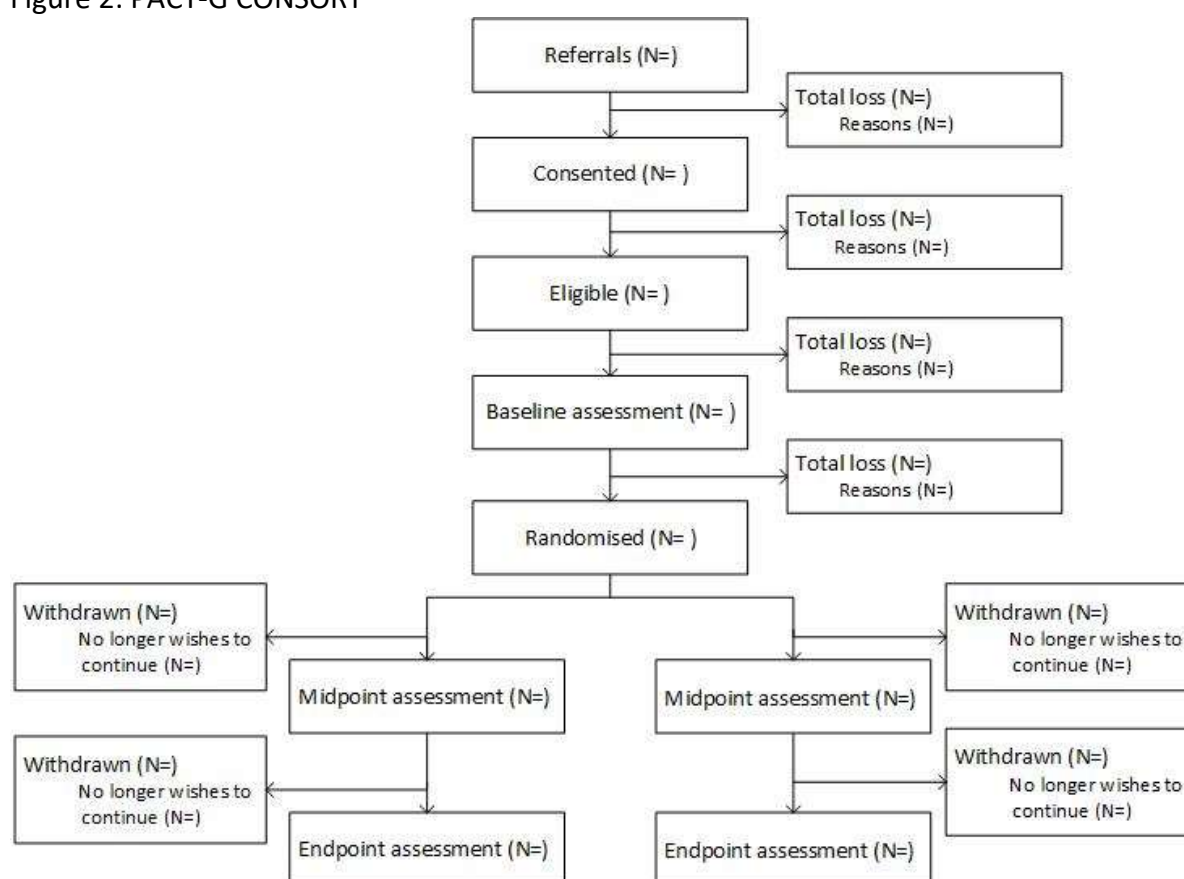 Figure 2: PACT-G CONSORT
Referrals (N=)
Total loss (N=)
Reasons (N=)
Consented (N= )
Total loss (N=)
Reasons (N=)
Eligible (N= )
Total loss (N=)
Reasons (N=)
Baseline assessment (N= )
Total loss (N=)
Reasons (N=)
Randomised (N= )
Withdrawn (N=)
No longer wishes to
continue (N=)
Withdrawn (N=)
No longer wishes to
continue (N=)
Midpoint assessment (N=)
Midpoint assessment (N=)
Withdrawn (N=)
No longer wishes to
continue (N=)
Withdrawn (N=)
No longer wishes to
continue (N=)
Endpoint assessment (N=)
Endpoint assessment (N=)